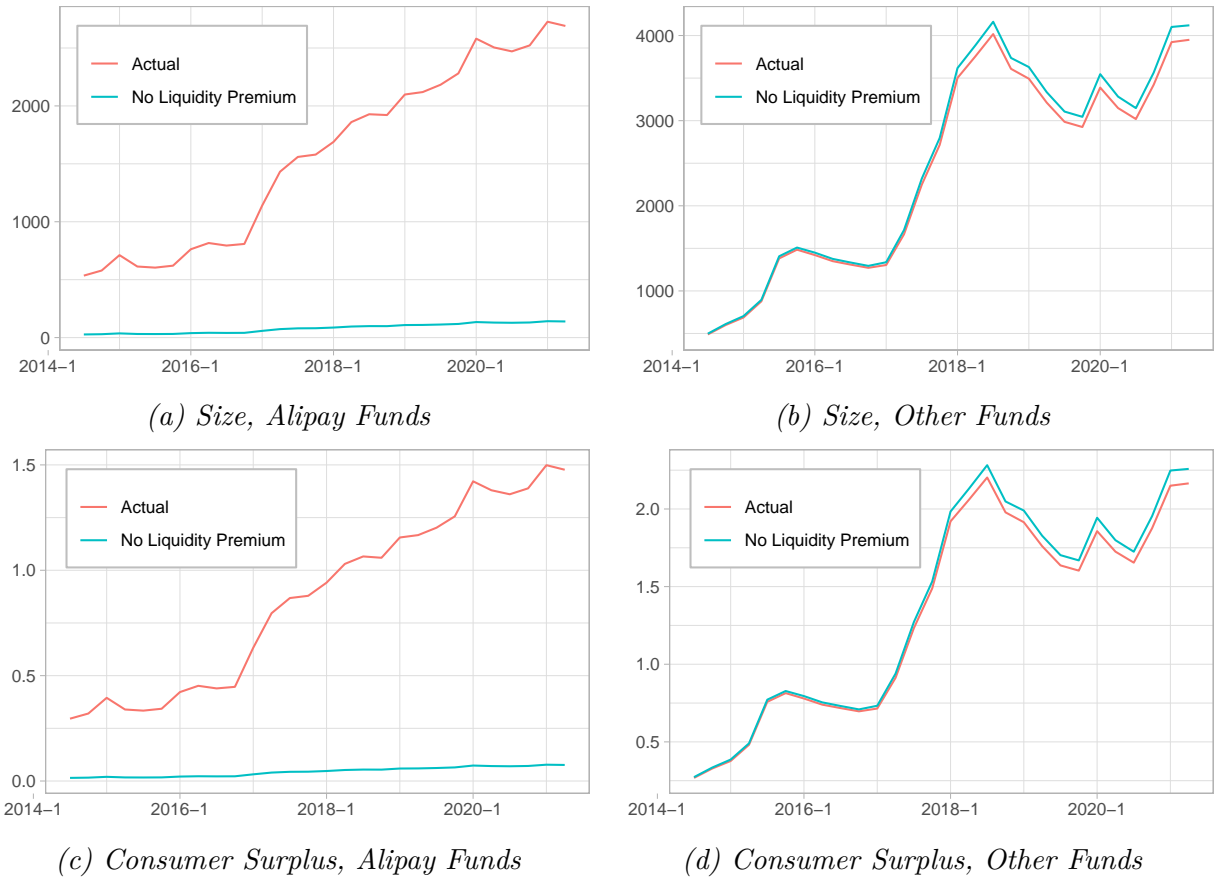 Actual
No Liquidity Premium
2000
1000
0
2014–1
2016–1
2018–1
2020–1
(a) Size, Alipay Funds
Actual
No Liquidity Premium
4000
3000
2000
1000
2014–1
2016–1
2018–1
2020–1
(b) Size, Other Funds
Actual
No Liquidity Premium
1.5
1.0
0.5
0.0
2014–1
2016–1
2018–1
2020–1
(c) Consumer Surplus, Alipay Funds
Actual
No Liquidity Premium
2.0
1.5
1.0
0.5
2014–1
2016–1
2018–1
2020–1
(d) Consumer Surplus, Other Funds